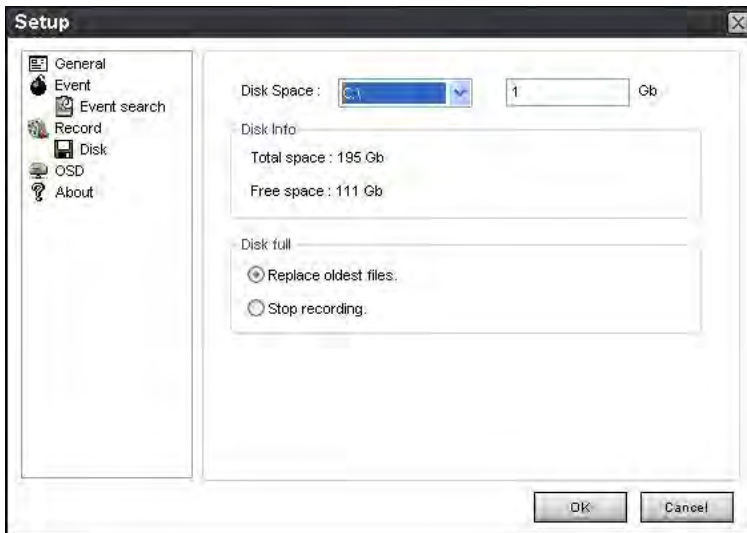 Setup
General
Event
Event search
Record
Disk
OSD
About
Disk Space : C:\ 1 Gb
Disk Info
Total space : 195 Gb
Free space : 111 Gb
Disk full
Replace oldest files.
Stop recording.
OK Cancel